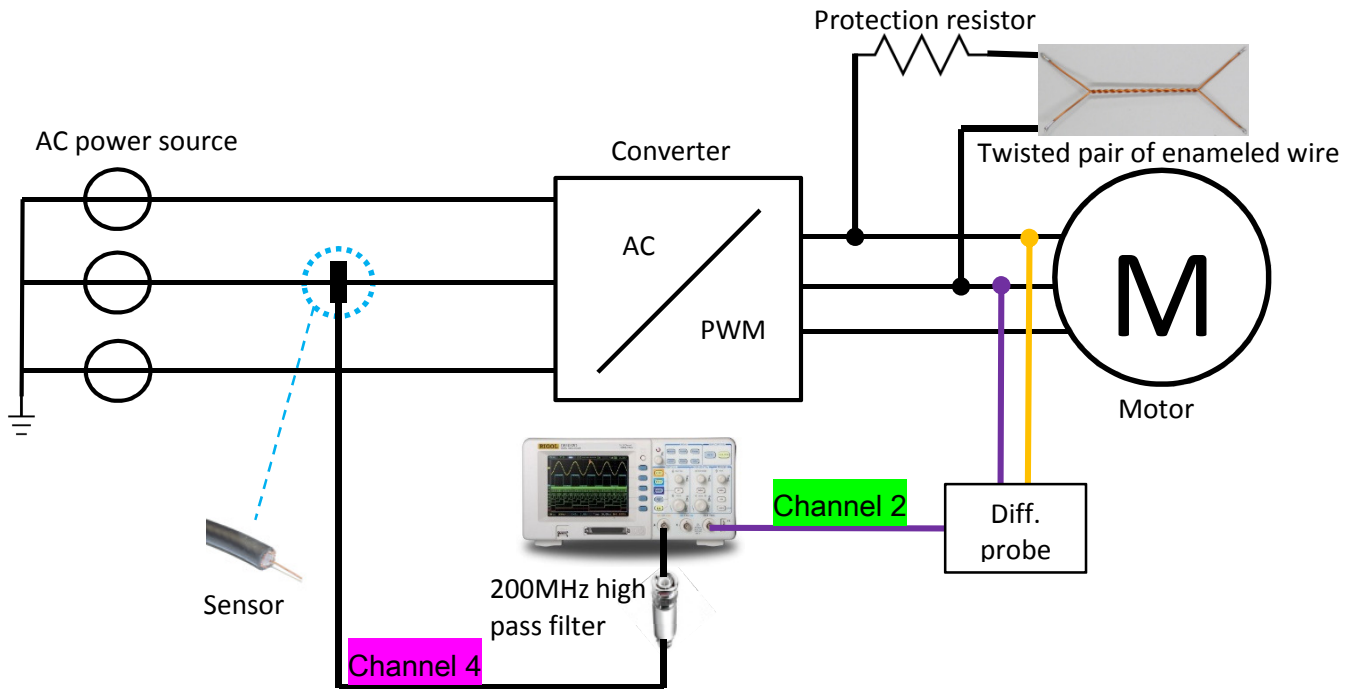 Protection resistor
AC power source
Converter
Twisted pair of enameled wire
AC
PWM
M
Motor
RIGOL
Channel 2
Diff.
probe
Sensor
200MHz high
pass filter
Channel 4